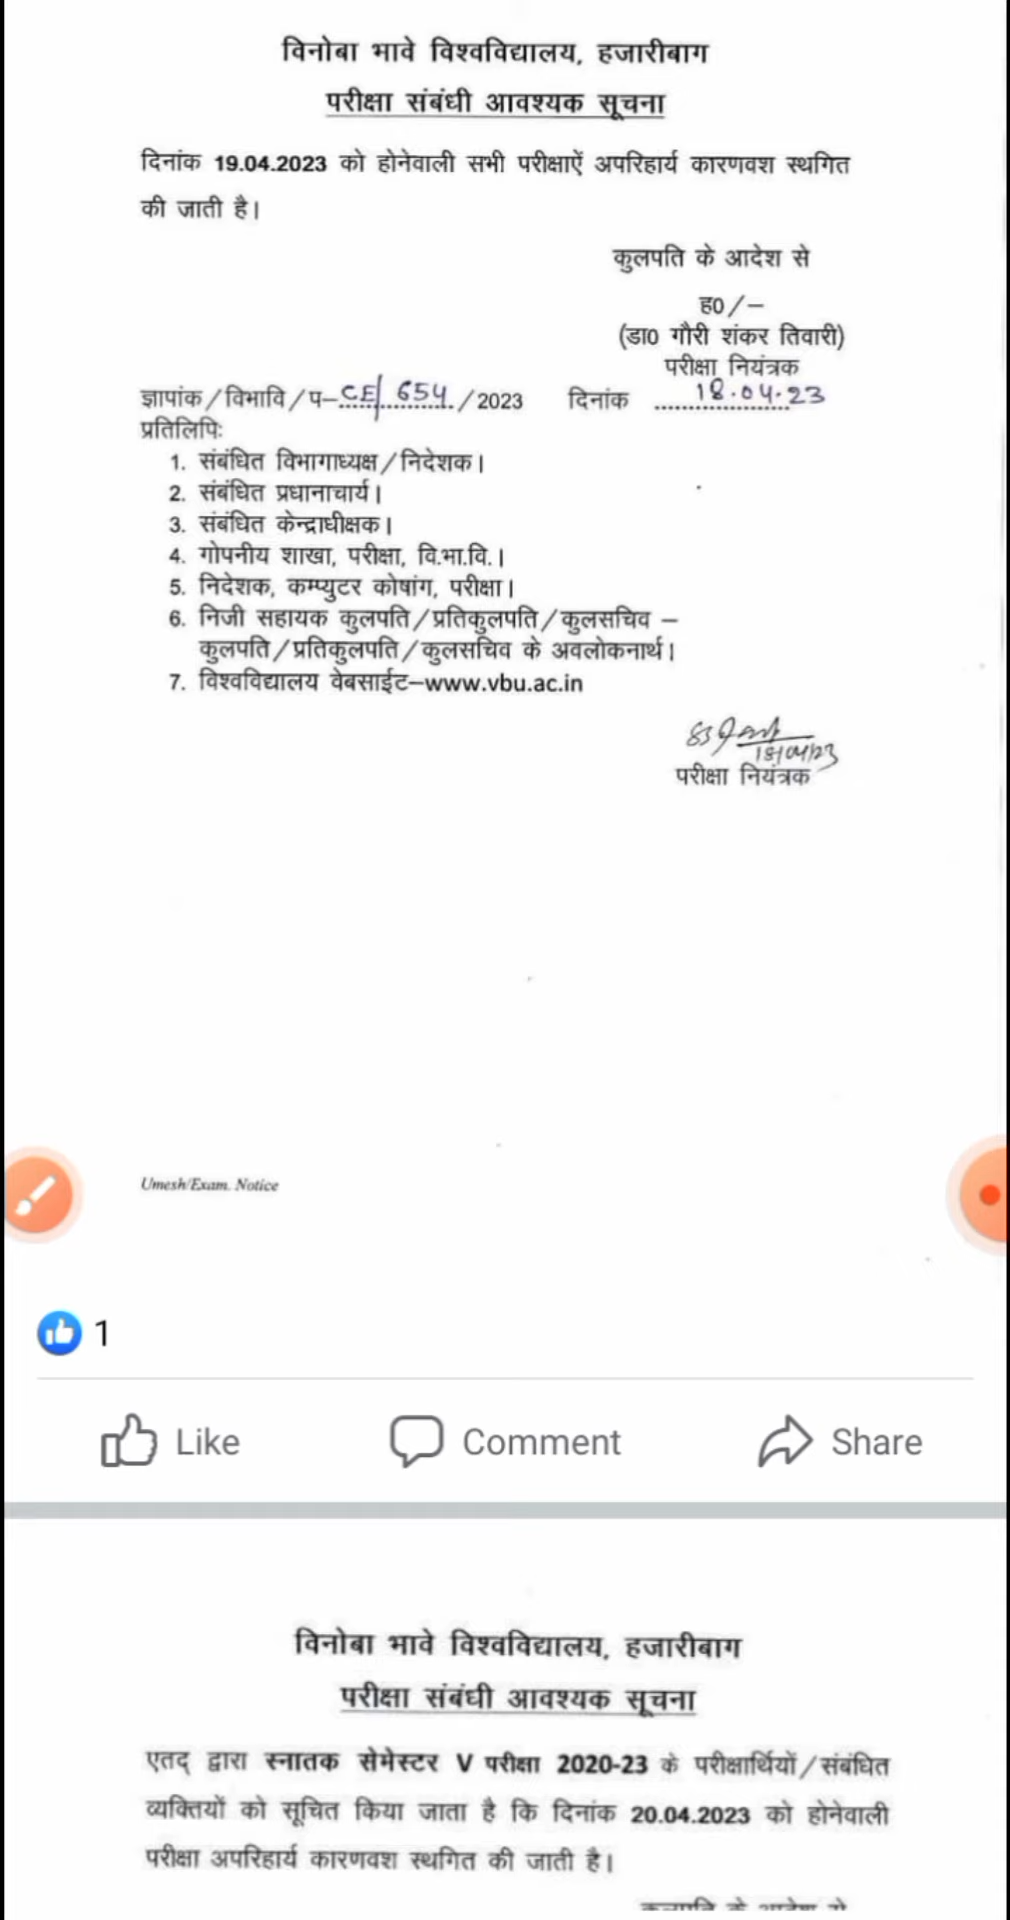 विनोबा भावे विश्वविद्यालय, हजारीबाग
परीक्षा संबंधी आवश्यक सूचना
दिनांक 19.04.2023 को होनेवाली सभी परीक्षाऐं अपरिहार्य कारणवश स्थगित
की जाती है।
कुलपति के आदेश से
ह0/–
(डा0 गौरी शंकर तिवारी)
परीक्षा नियंत्रक
ज्ञापांक/विभावि/प–CE/654/2023 दिनांक 18.04.23
प्रतिलिपिः
1. संबंधित विभागाध्यक्ष/निदेशक।
2. संबंधित प्रधानाचार्य।
3. संबंधित केन्द्राधीक्षक।
4. गोपनीय शाखा, परीक्षा, वि.भा.वि.।
5. निदेशक, कम्प्युटर कोषांग, परीक्षा।
6. निजी सहायक कुलपति/प्रतिकुलपति/कुलसचिव –
कुलपति/प्रतिकुलपति/कुलसचिव के अवलोकनार्थ।
7. विश्वविद्यालय वेबसाईट–www.vbu.ac.in
18/04/23
परीक्षा नियंत्रक
Umesh/Exam. Notice
1
Like Comment Share
विनोबा भावे विश्वविद्यालय, हजारीबाग
परीक्षा संबंधी आवश्यक सूचना
एतद् द्वारा स्नातक सेमेस्टर V परीक्षा 2020-23 के परीक्षार्थियों/संबंधित
व्यक्तियों को सूचित किया जाता है कि दिनांक 20.04.2023 को होनेवाली
परीक्षा अपरिहार्य कारणवश स्थगित की जाती है।